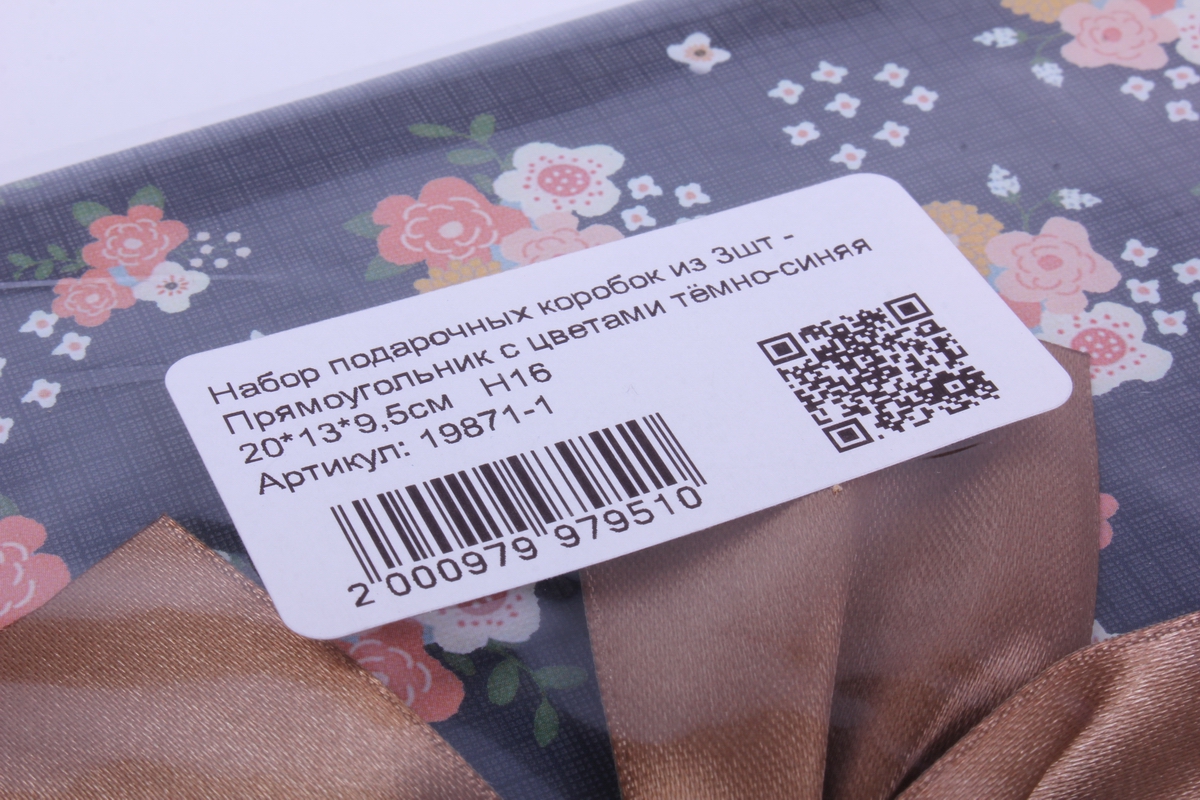 Набор подарочных коробок из 3шт -
Прямоугольник с цветами тёмно-синяя
20*13*9,5см Н16
Артикул: 19871-1
2 000979 979510